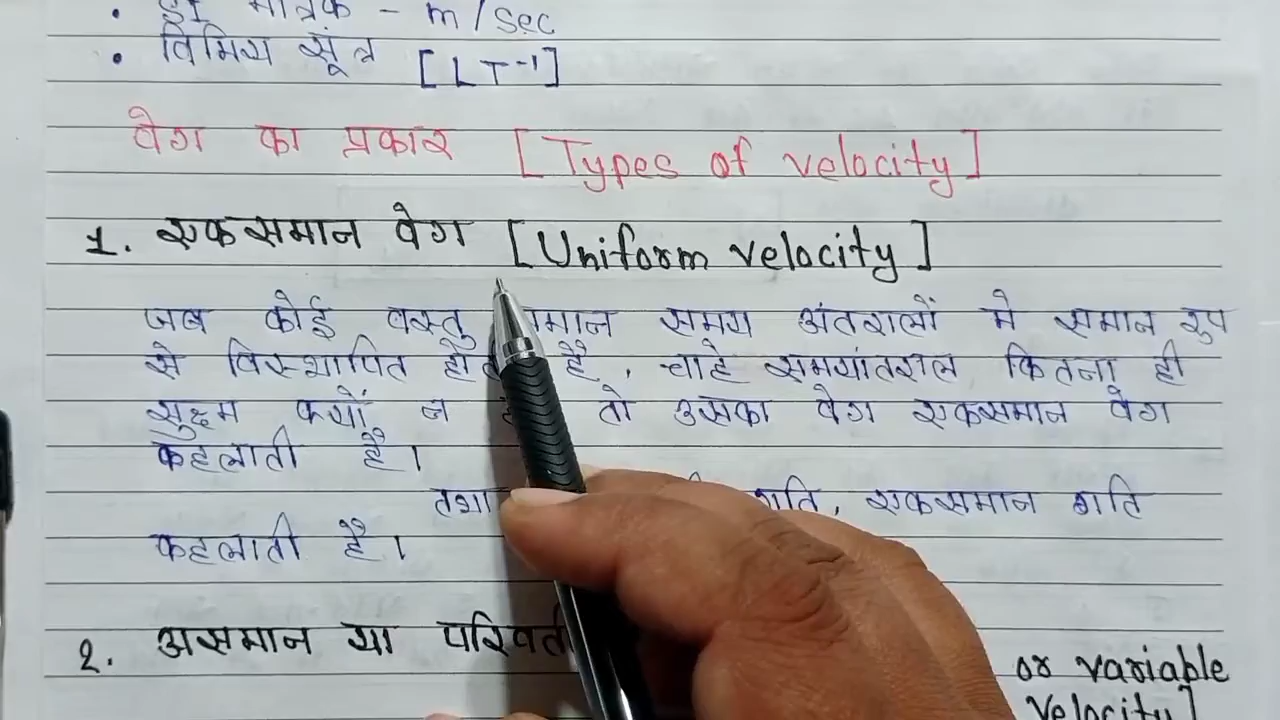 • SI मात्रक - m/sec
• विमिय सूत्र [LT⁻¹]
वेग का प्रकार [Types of velocity]
1. एकसमान वेग [Uniform velocity]
जब कोई वस्तु समान समय अंतरालों मे समान रुप
से विस्थापित है, चाहे समयांतराल कितना ही
सुक्ष्म क्यों न तो उसका वेग एकसमान वेग
कहलाती है।
तथा गति, एकसमान गति
कहलाती है।
2. असमान या
or variable
velocity]